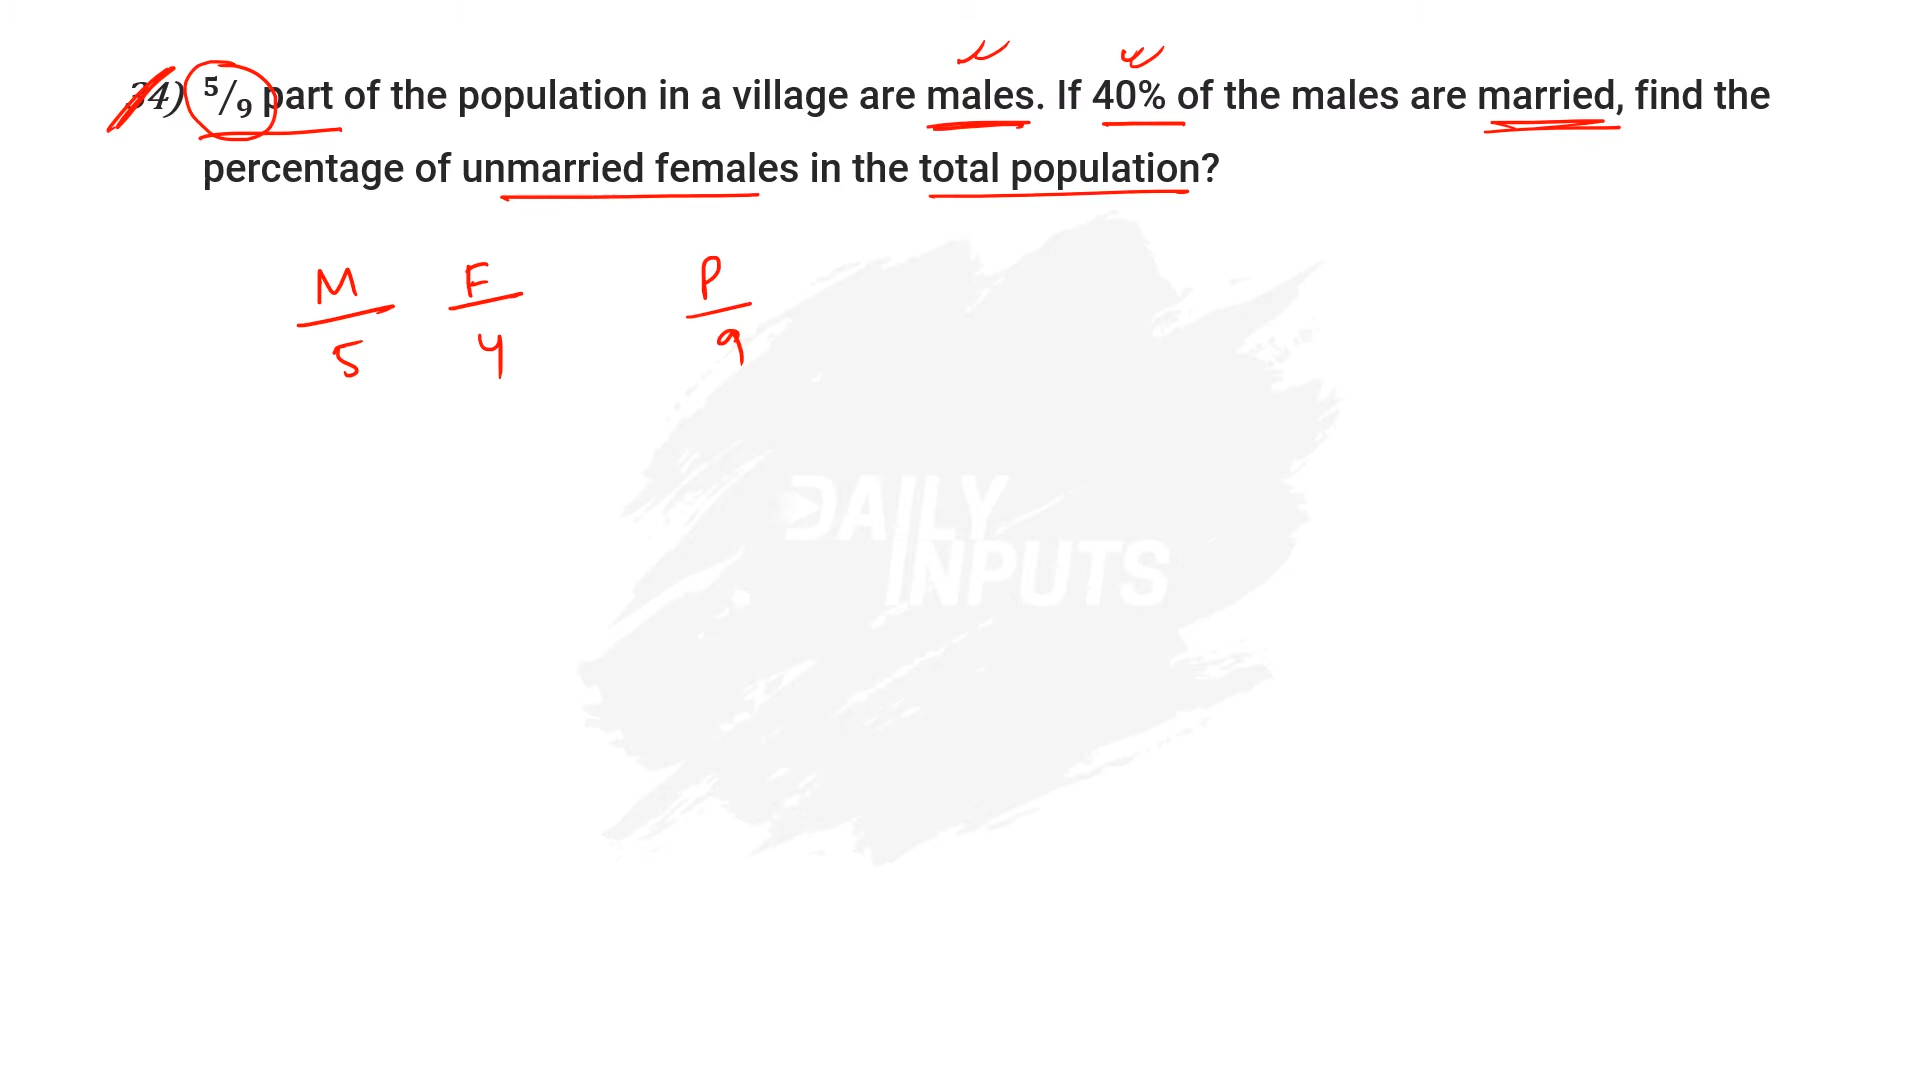 34) 5/9 part of the population in a village are males. If 40% of the males are married, find the
percentage of unmarried females in the total population?
M F P
5 4 9
DAILY
INPUTS